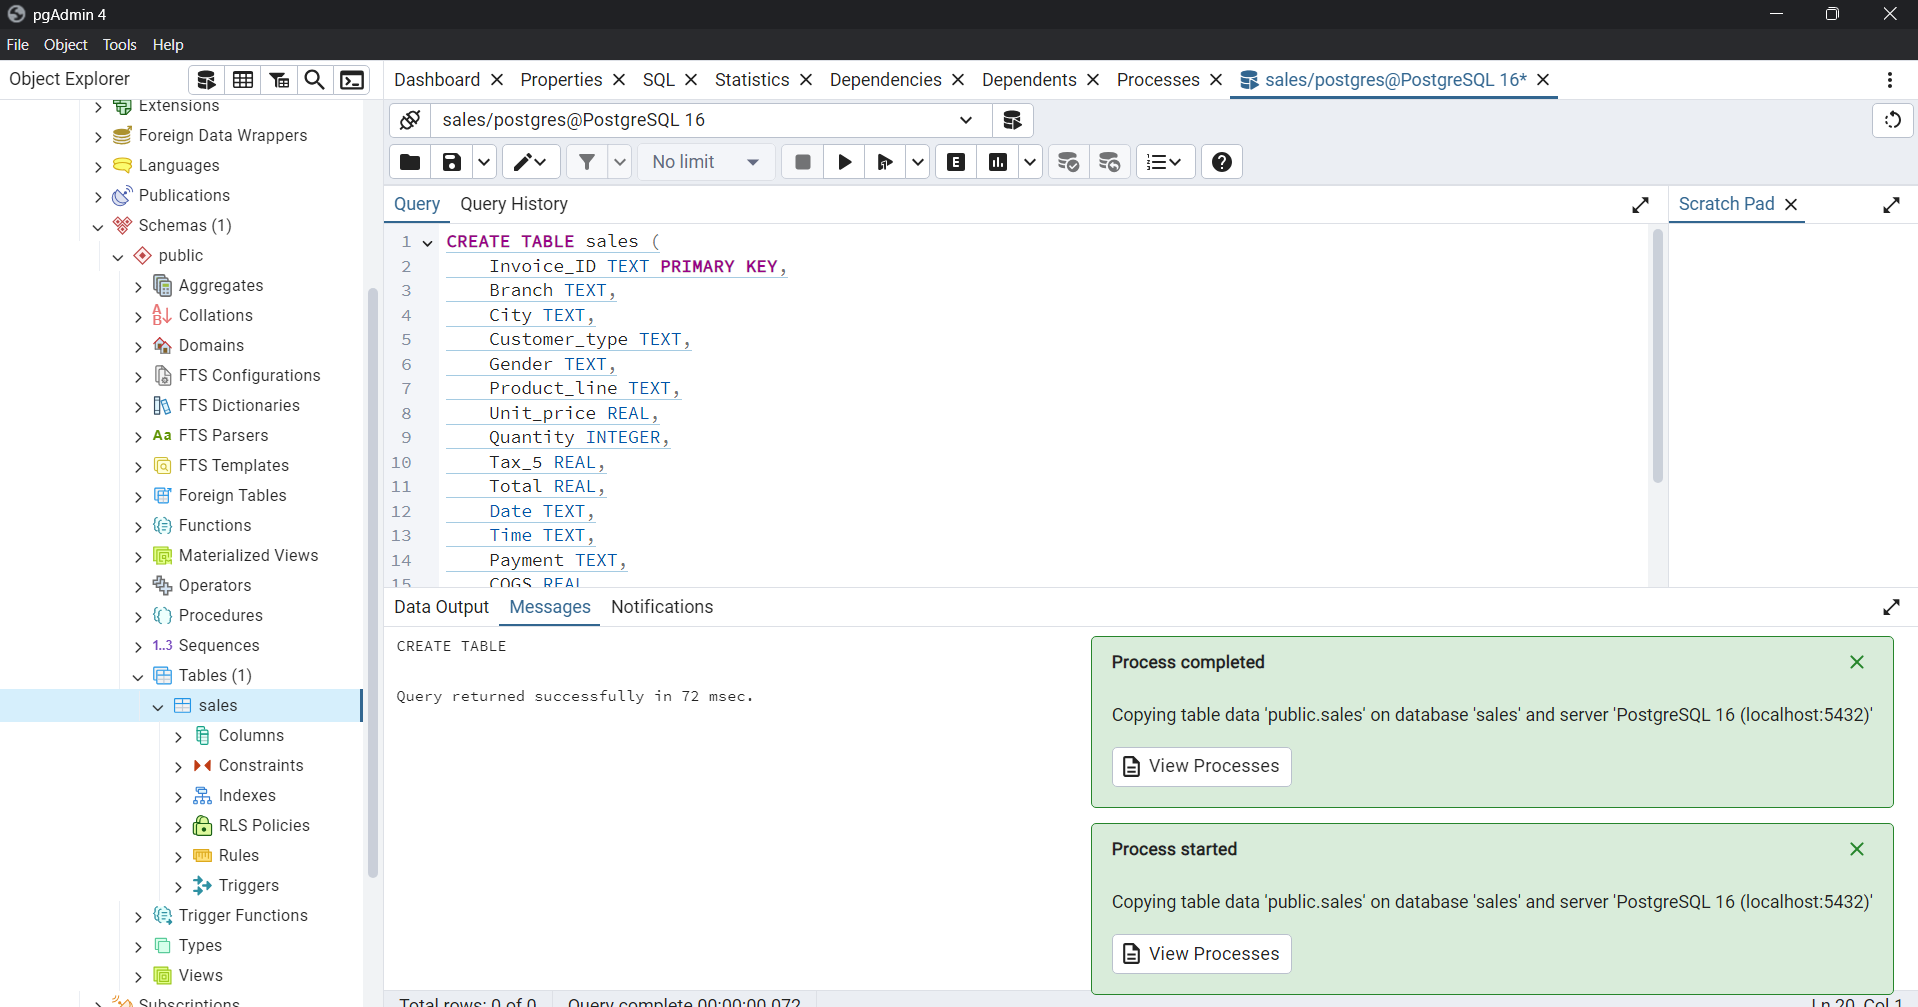 pgAdmin 4
File Object Tools Help
Object Explorer
Dashboard Properties SQL Statistics Dependencies Dependents Processes sales/postgres@PostgreSQL 16*
Extensions
Foreign Data Wrappers
Languages
Publications
Schemas (1)
public
Aggregates
Collations
Domains
FTS Configurations
FTS Dictionaries
Aa FTS Parsers
FTS Templates
Foreign Tables
Functions
Materialized Views
Operators
Procedures
1..3 Sequences
Tables (1)
sales
Columns
Constraints
Indexes
RLS Policies
Rules
Triggers
Trigger Functions
Types
Views
Subscriptions
sales/postgres@PostgreSQL 16
No limit
Query Query History
Scratch Pad
1 CREATE TABLE sales (
2 Invoice_ID TEXT PRIMARY KEY,
3 Branch TEXT,
4 City TEXT,
5 Customer_type TEXT,
6 Gender TEXT,
7 Product_line TEXT,
8 Unit_price REAL,
9 Quantity INTEGER,
10 Tax_5 REAL,
11 Total REAL,
12 Date TEXT,
13 Time TEXT,
14 Payment TEXT,
15 COGS REAL
Data Output Messages Notifications
CREATE TABLE
Query returned successfully in 72 msec.
Process completed
Copying table data 'public.sales' on database 'sales' and server 'PostgreSQL 16 (localhost:5432)'
View Processes
Process started
Copying table data 'public.sales' on database 'sales' and server 'PostgreSQL 16 (localhost:5432)'
View Processes
Total rows: 0 of 0 Query complete 00:00:00.072 Ln 20, Col 1